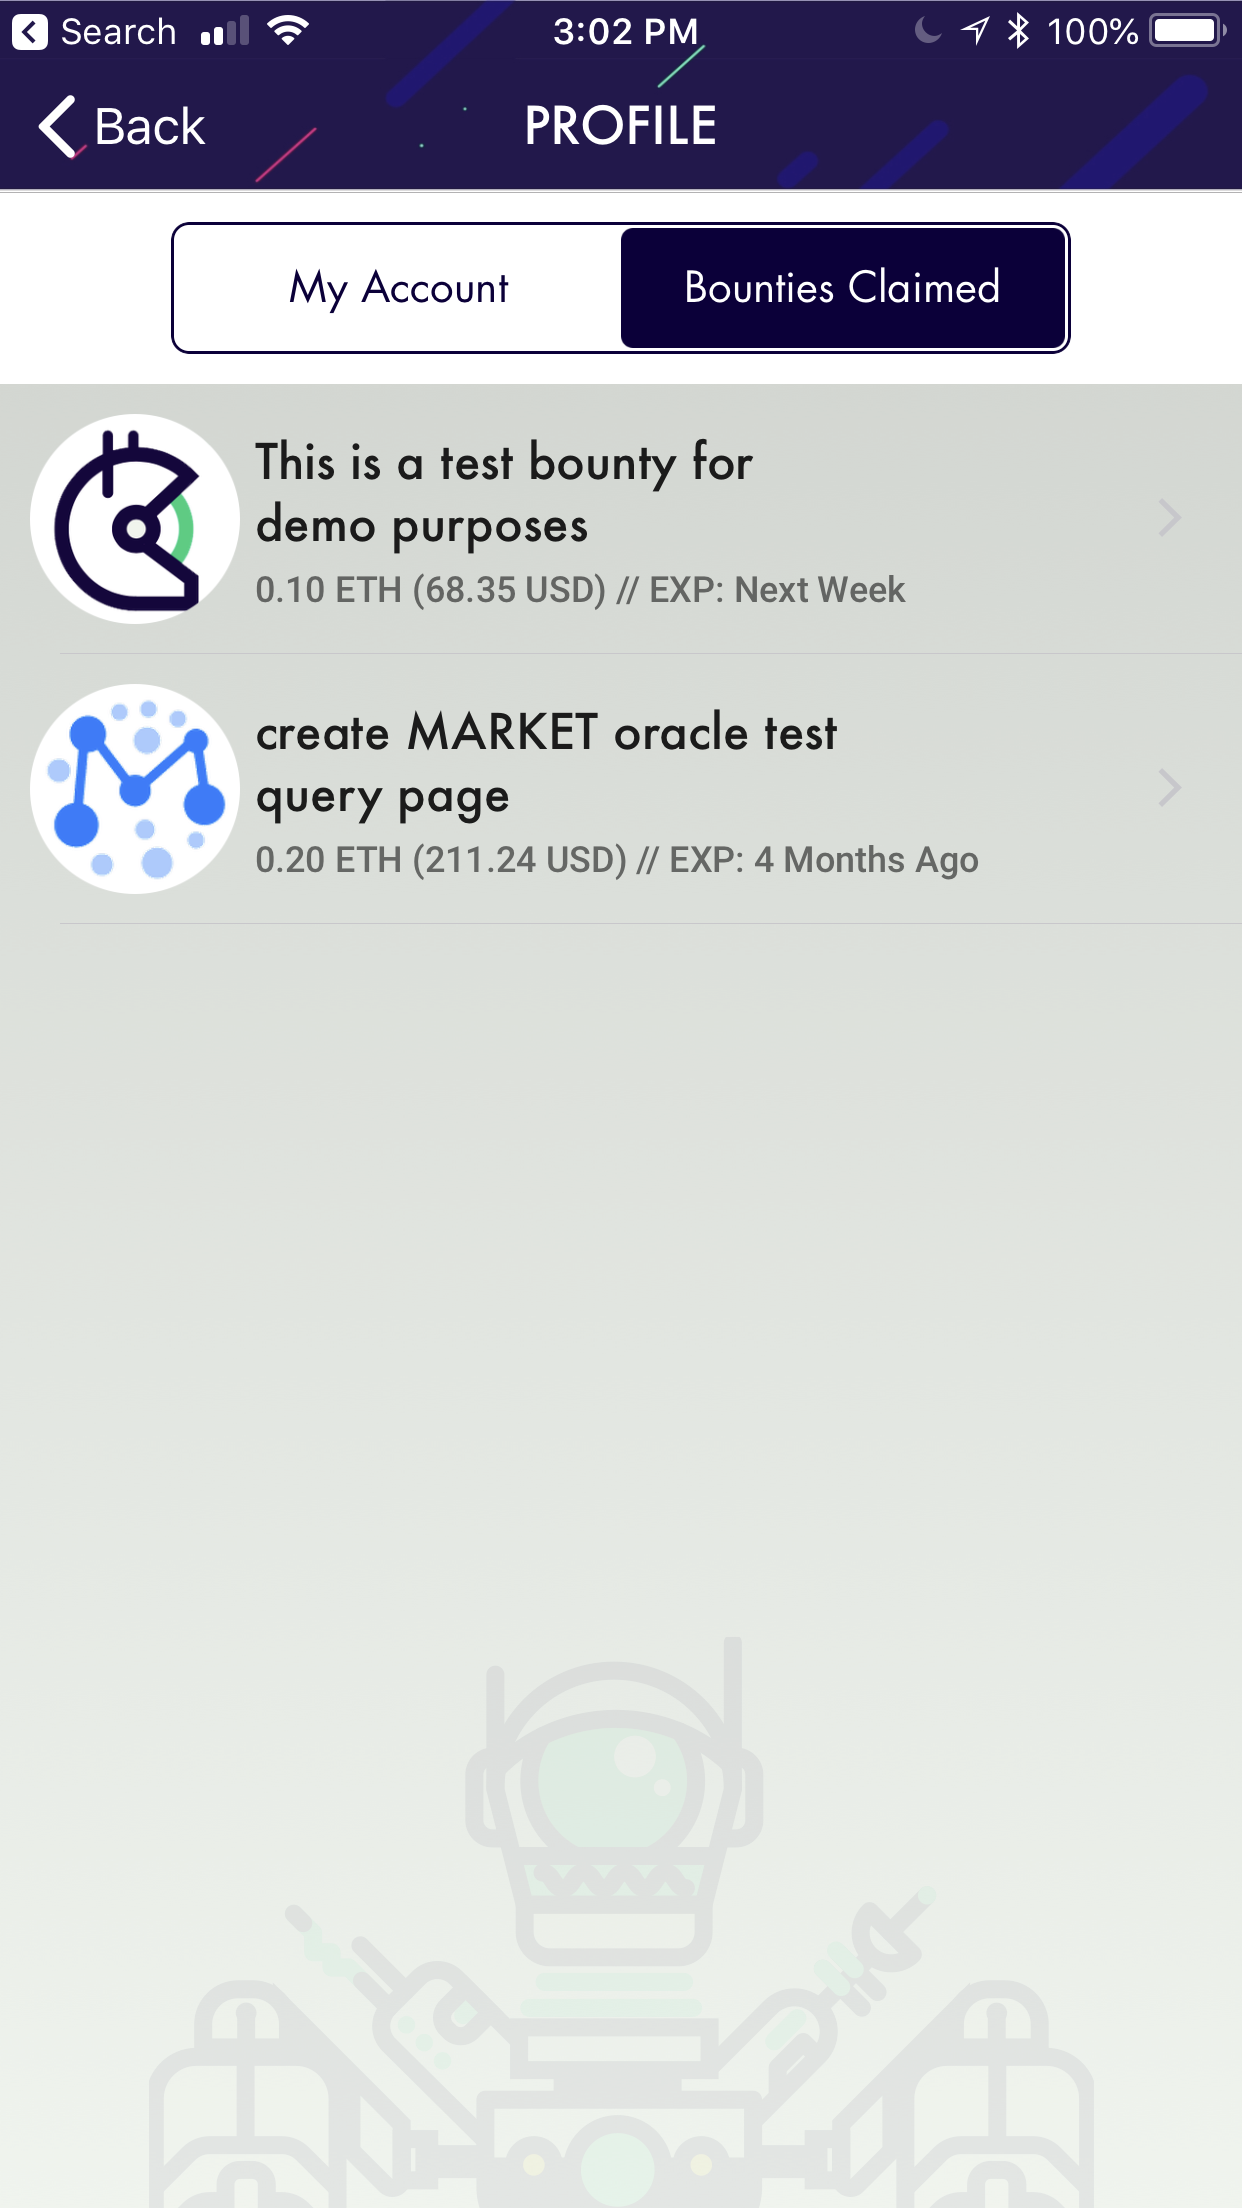 Search 3:02 PM 100%
Back PROFILE
My Account Bounties Claimed
This is a test bounty for
demo purposes
0.10 ETH (68.35 USD) // EXP: Next Week
create MARKET oracle test
query page
0.20 ETH (211.24 USD) // EXP: 4 Months Ago